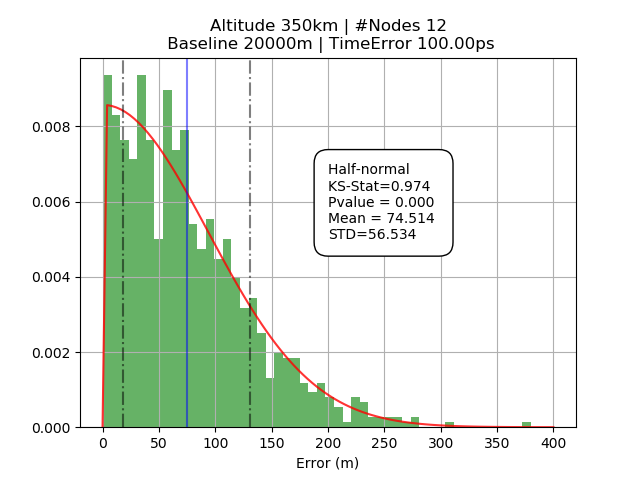 Altitude 350km | #Nodes 12
Baseline 20000m | TimeError 100.00ps
0.008
0.006
0.004
0.002
0.000
Half-normal
KS-Stat=0.974
Pvalue = 0.000
Mean = 74.514
STD=56.534
0 50 100 150 200 250 300 350 400
Error (m)